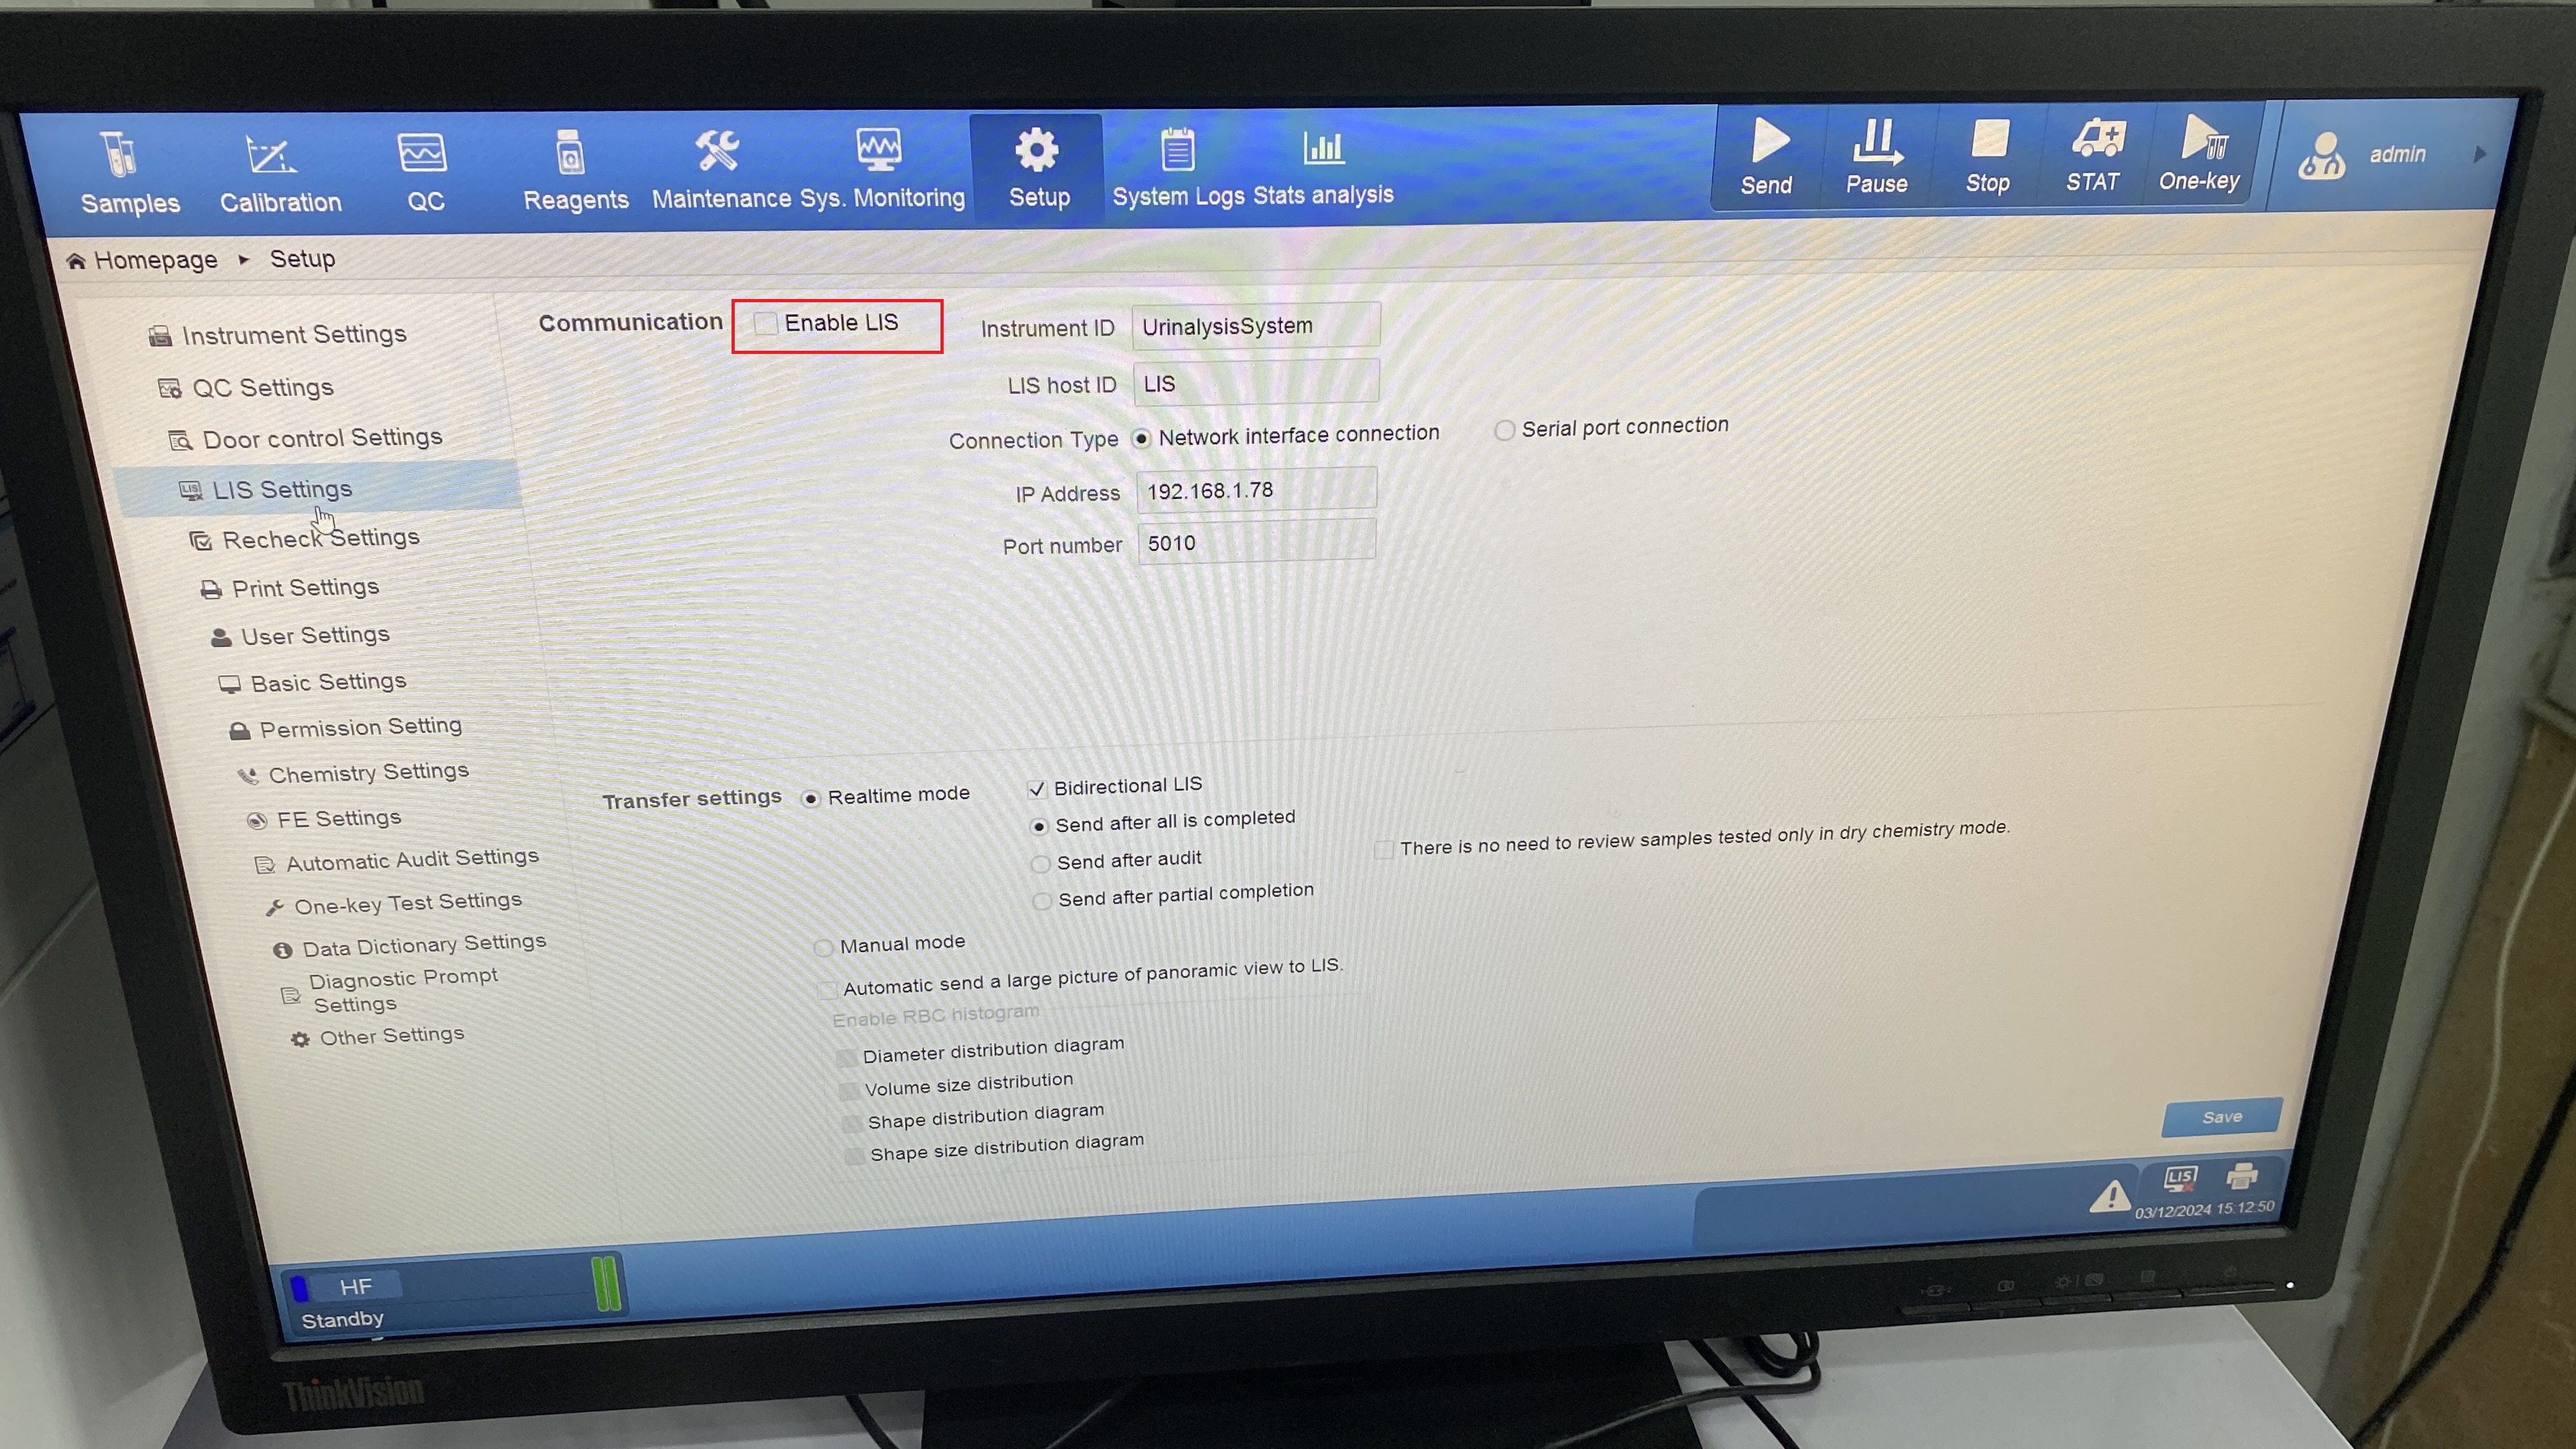 Samples Calibration QC Reagents Maintenance Sys. Monitoring Setup System Logs Stats analysis Send Pause Stop STAT One-key admin
Homepage Setup
Instrument Settings
QC Settings
Door control Settings
LIS Settings
Recheck Settings
Print Settings
User Settings
Basic Settings
Permission Setting
Chemistry Settings
FE Settings
Automatic Audit Settings
One-key Test Settings
Data Dictionary Settings
Diagnostic Prompt
Settings
Other Settings
Communication Enable LIS
Instrument ID UrinalysisSystem
LIS host ID LIS
Connection Type Network interface connection Serial port connection
IP Address 192.168.1.78
Port number 5010
Transfer settings Realtime mode Bidirectional LIS
Send after all is completed
Send after audit There is no need to review samples tested only in dry chemistry mode.
Send after partial completion
Manual mode
Automatic send a large picture of panoramic view to LIS.
Enable RBC histogram
Diameter distribution diagram
Volume size distribution
Shape distribution diagram
Shape size distribution diagram
Save
LIS
03/12/2024 15:12:50
HF
Standby
ThinkVision